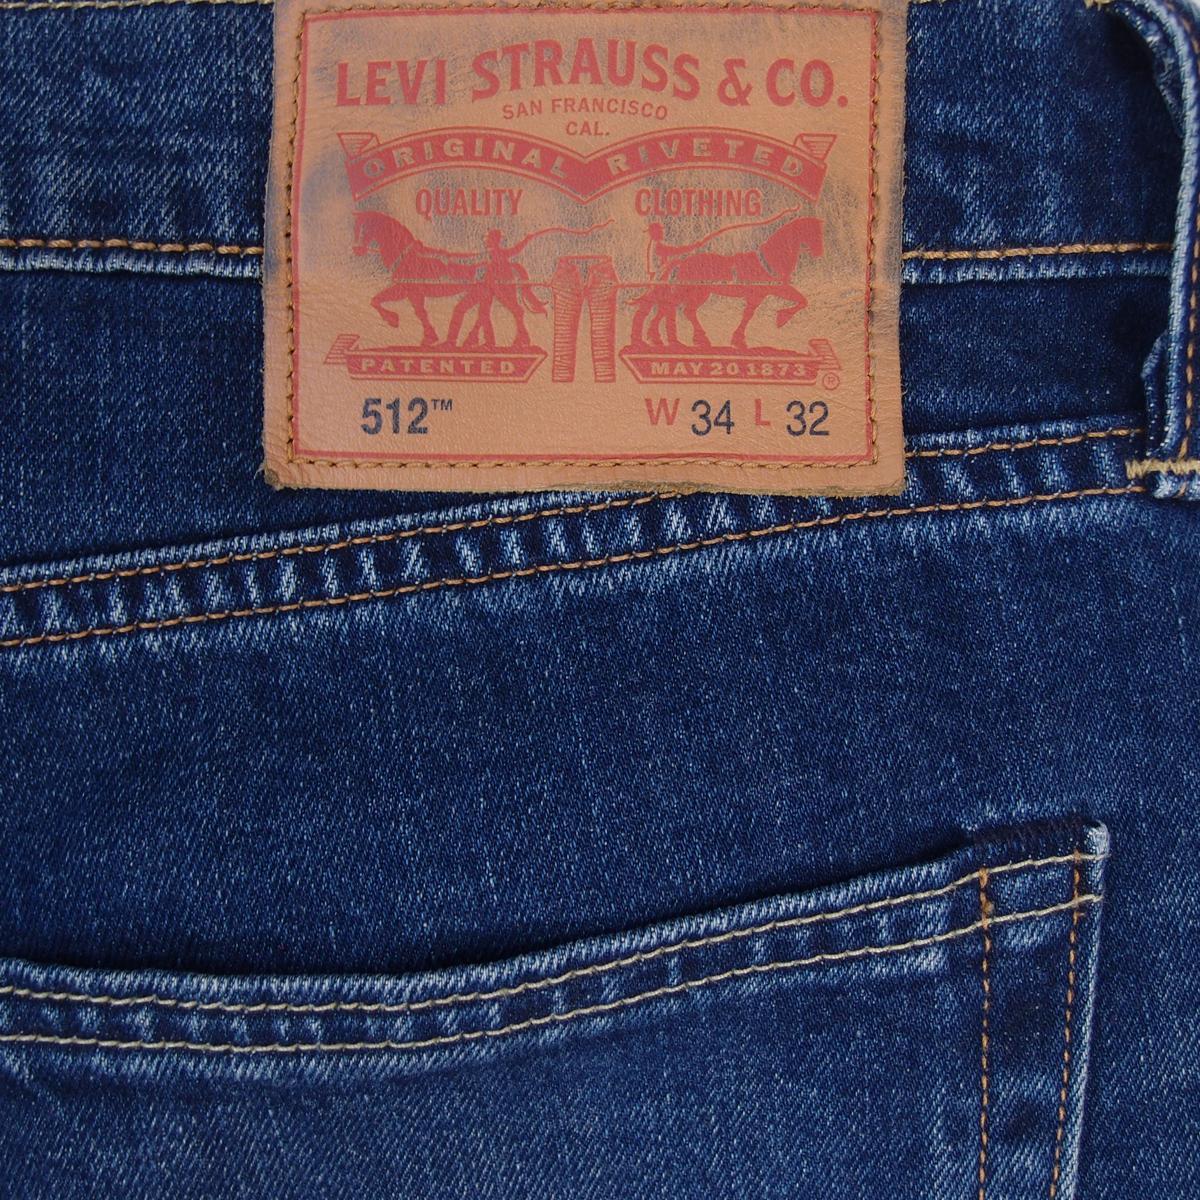 LEVI STRAUSS & CO.
SAN FRANCISCO
CAL.
ORIGINAL RIVETED
QUALITY CLOTHING
PATENTED MAY 20 1873 ®
512™ W 34 L 32